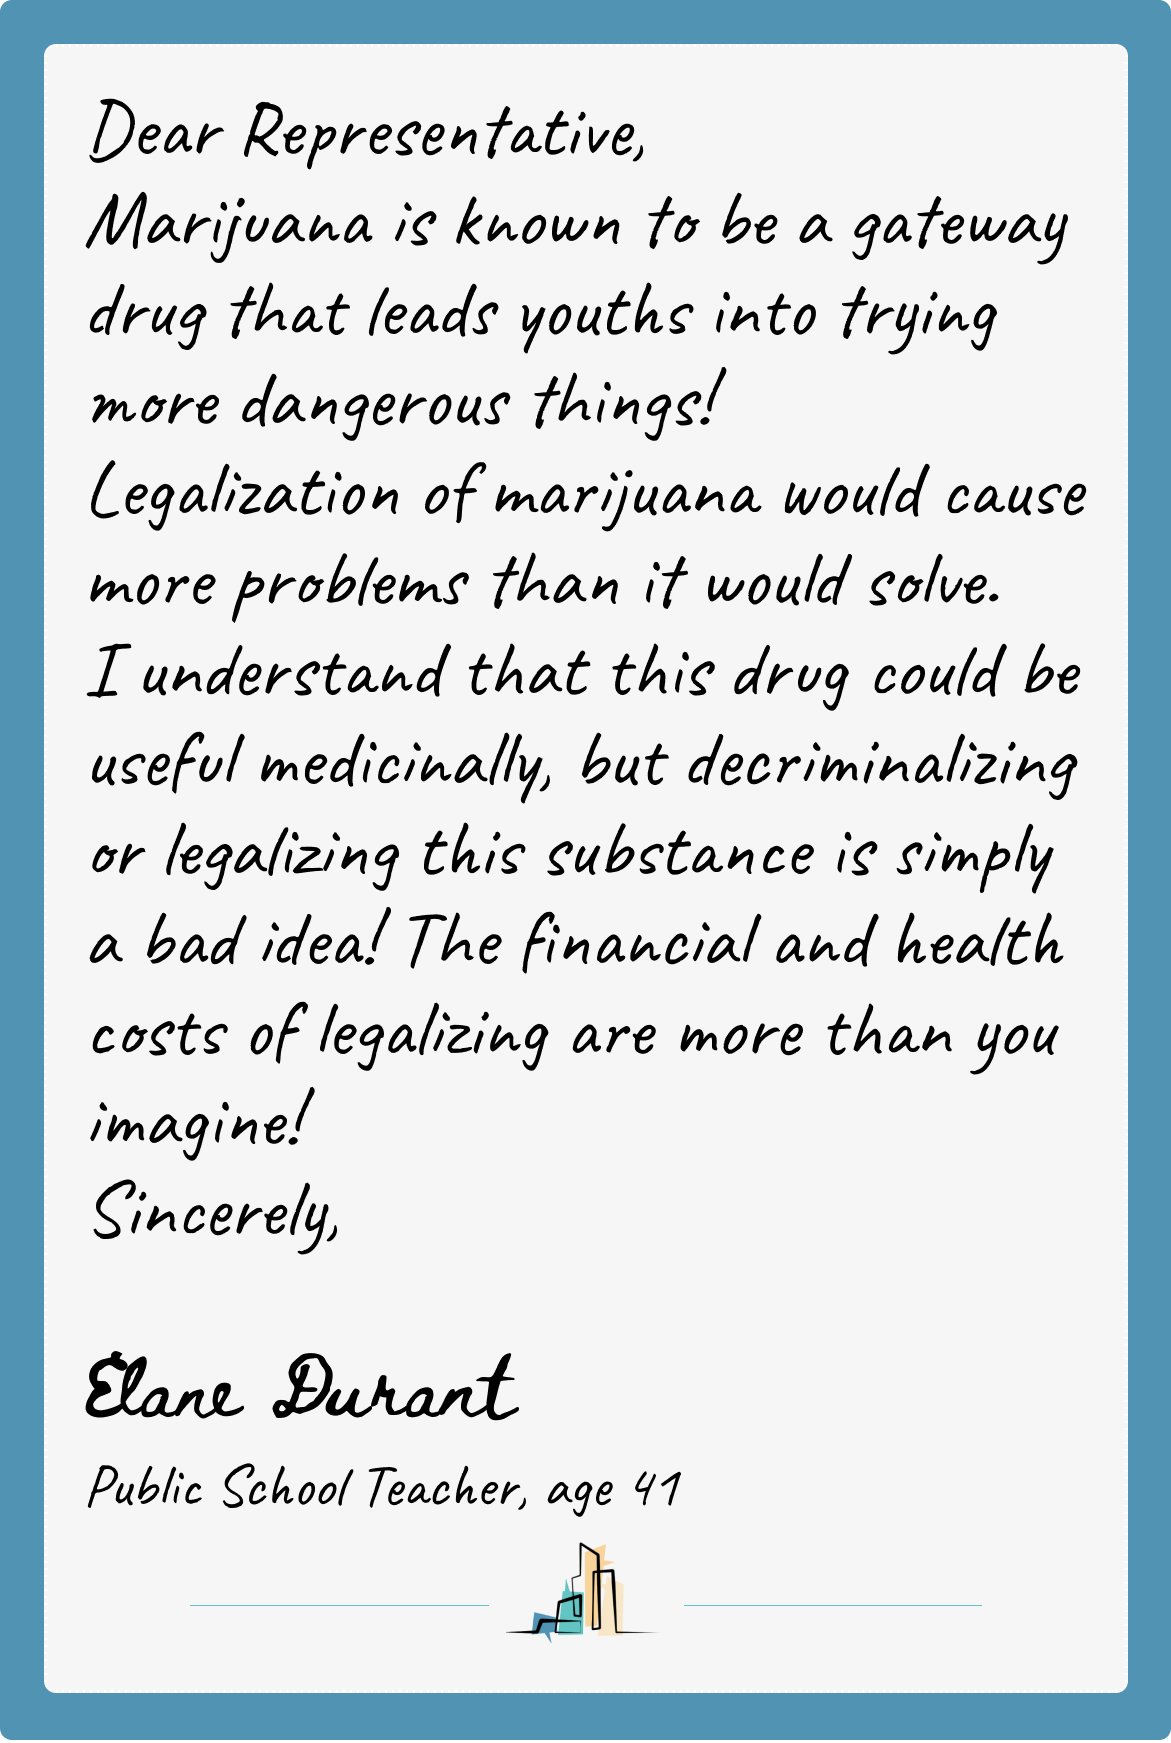 Dear Representative,
Marijuana is known to be a gateway
drug that leads youths into trying
more dangerous things!
Legalization of marijuana would cause
more problems than it would solve.
I understand that this drug could be
useful medicinally, but decriminalizing
or legalizing this substance is simply
a bad idea! The financial and health
costs of legalizing are more than you
imagine!
Sincerely,
Elane Durant
Public School Teacher, age 41